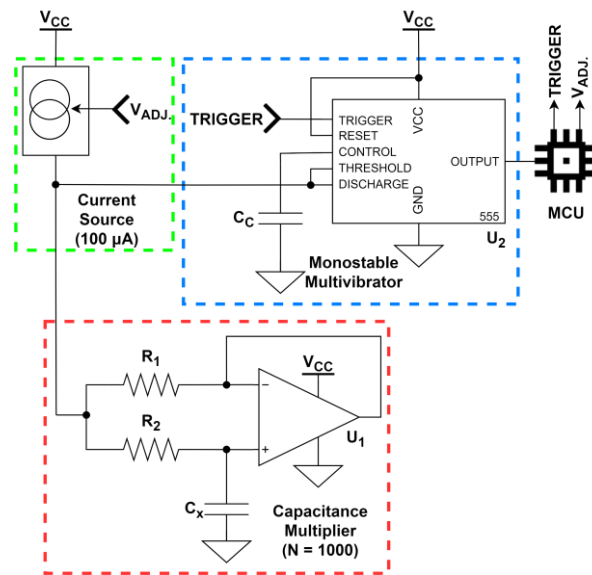 VCC
VADJ.
Current
Source
(100 µA)
VCC
TRIGGER
TRIGGER
RESET
CONTROL
THRESHOLD
DISCHARGE
VCC
GND
OUTPUT
555
U2
CC
Monostable
Multivibrator
TRIGGER
VADJ.
MCU
R1
R2
Cx
VCC
U1
Capacitance
Multiplier
(N = 1000)